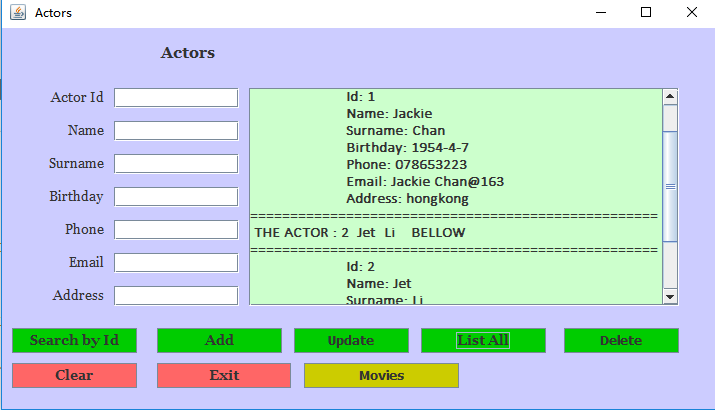 Actors
Actors
Actor Id
Name
Surname
Birthday
Phone
Email
Address
Id: 1
Name: Jackie
Surname: Chan
Birthday: 1954-4-7
Phone: 078653223
Email: Jackie Chan@163
Address: hongkong
==================================================
THE ACTOR : 2 Jet Li BELLOW
==================================================
Id: 2
Name: Jet
Surname: Li
Search by Id
Add
Update
List All
Delete
Clear
Exit
Movies